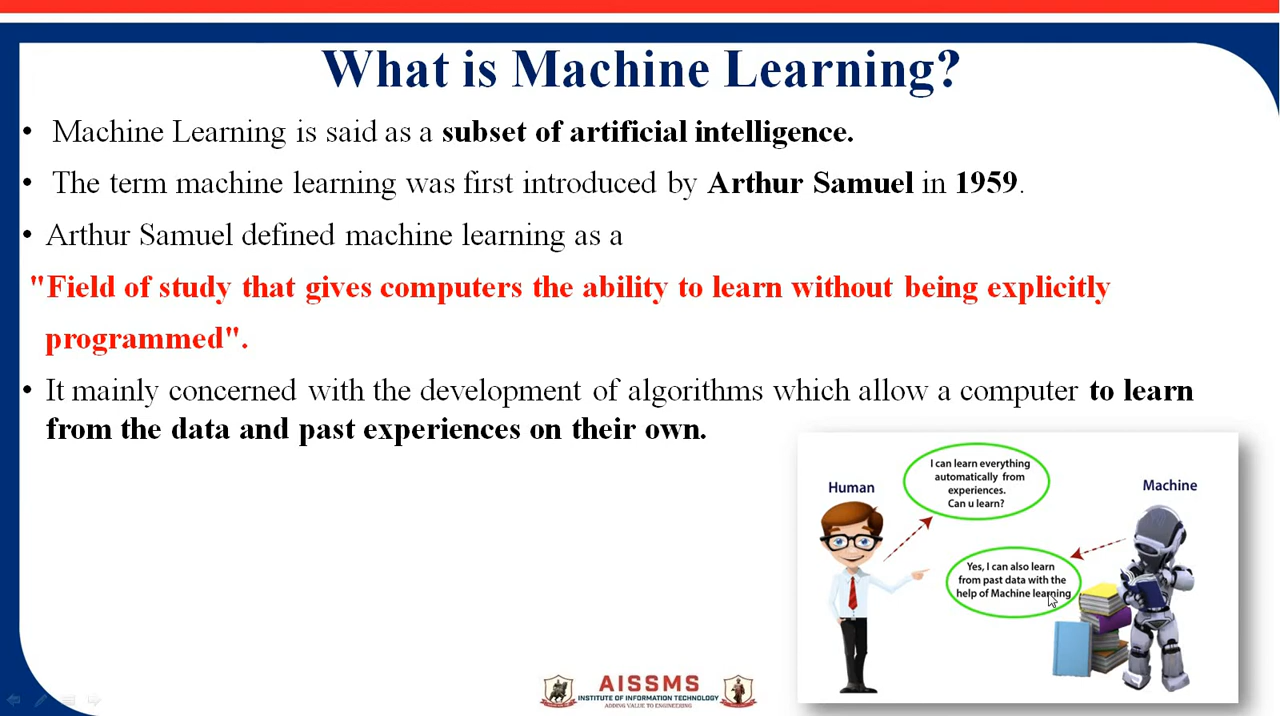 What is Machine Learning?
• Machine Learning is said as a subset of artificial intelligence.
• The term machine learning was first introduced by Arthur Samuel in 1959.
• Arthur Samuel defined machine learning as a
"Field of study that gives computers the ability to learn without being explicitly
programmed".
• It mainly concerned with the development of algorithms which allow a computer to learn
from the data and past experiences on their own.
Human
I can learn everything
automatically from
experiences.
Can u learn?
Machine
Yes, I can also learn
from past data with the
help of Machine learning
AISSMS
INSTITUTE OF INFORMATION TECHNOLOGY
ADDING VALUE TO ENGINEERING